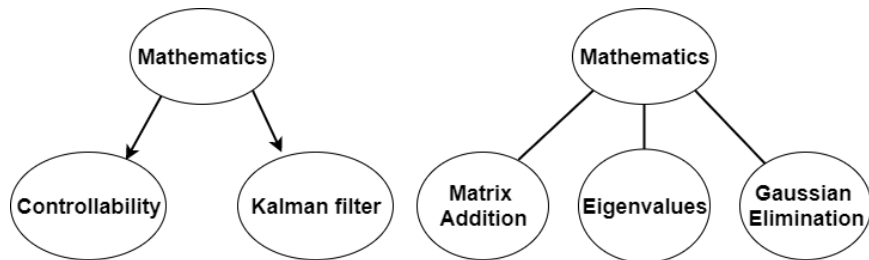 Mathematics
Controllability
Kalman filter
Mathematics
Matrix
Addition
Eigenvalues
Gaussian
Elimination